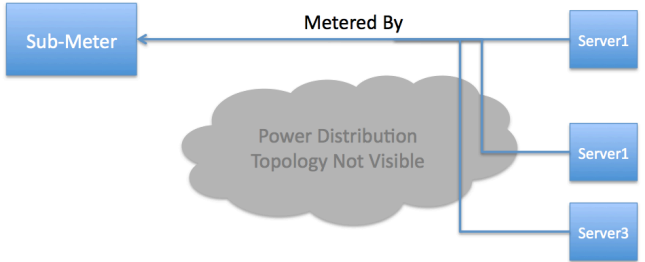 Metered By
Sub-Meter
Server1
Power Distribution
Topology Not Visible
Server1
Server3